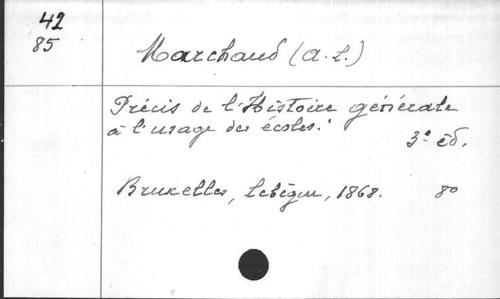 42
85
Marchand (A.L.)
Précis de l'Histoire générale
à l'usage des écoles.
3e éd.
Bruxelles, Lebègue, 1868. 8o